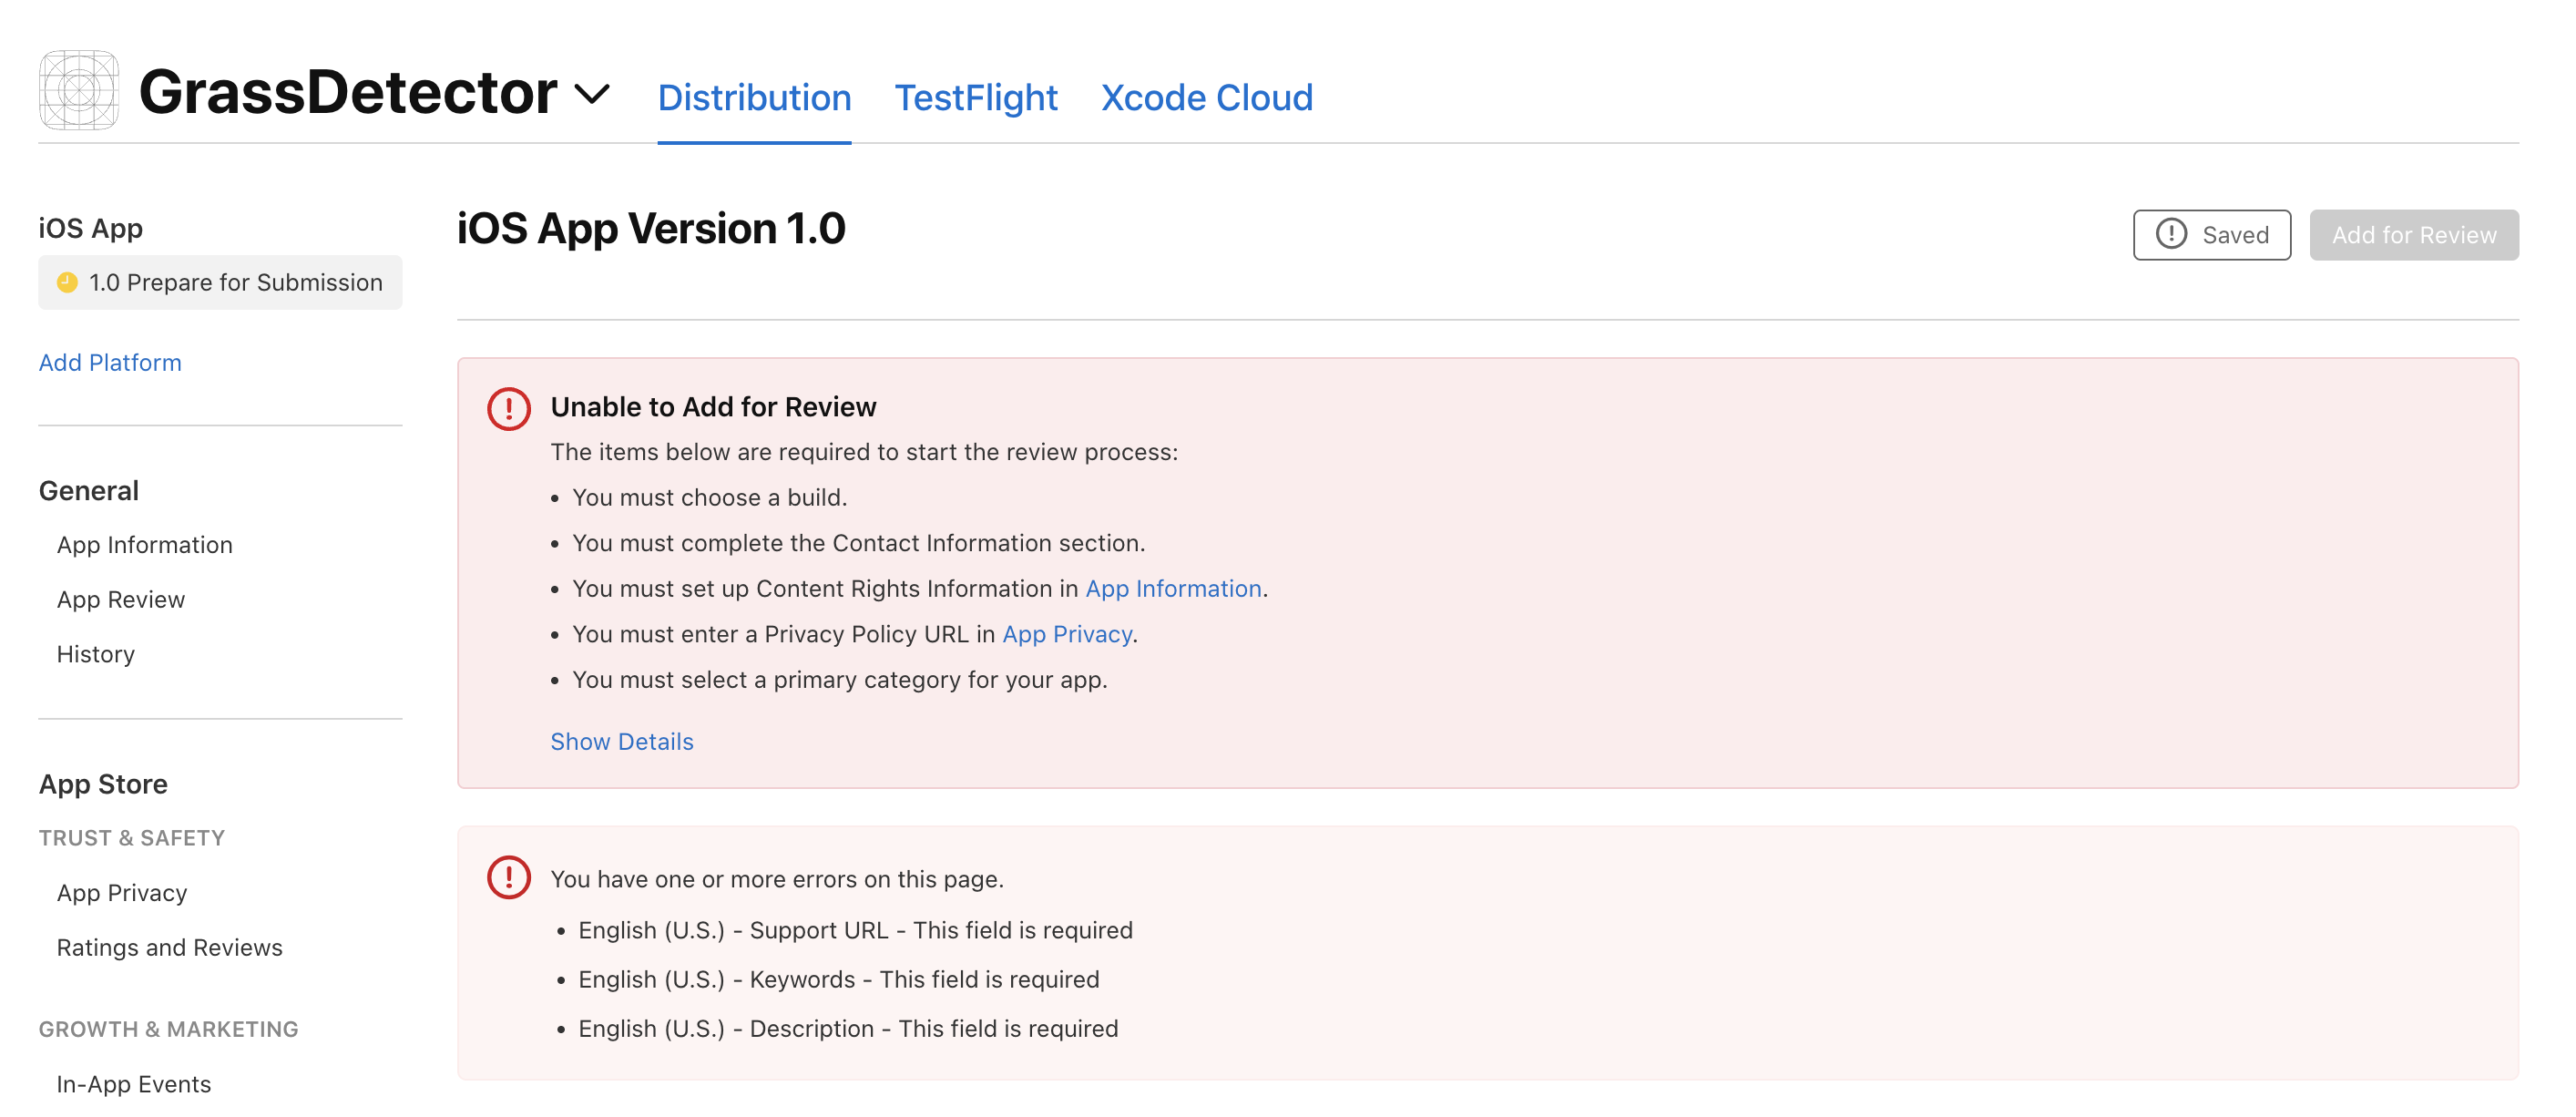 GrassDetector
Distribution
TestFlight
Xcode Cloud
iOS App
1.0 Prepare for Submission
Add Platform
General
App Information
App Review
History
App Store
TRUST & SAFETY
App Privacy
Ratings and Reviews
GROWTH & MARKETING
In-App Events
iOS App Version 1.0
Saved
Add for Review
Unable to Add for Review
The items below are required to start the review process:
• You must choose a build.
• You must complete the Contact Information section.
• You must set up Content Rights Information in App Information.
• You must enter a Privacy Policy URL in App Privacy.
• You must select a primary category for your app.
Show Details
You have one or more errors on this page.
• English (U.S.) - Support URL - This field is required
• English (U.S.) - Keywords - This field is required
• English (U.S.) - Description - This field is required